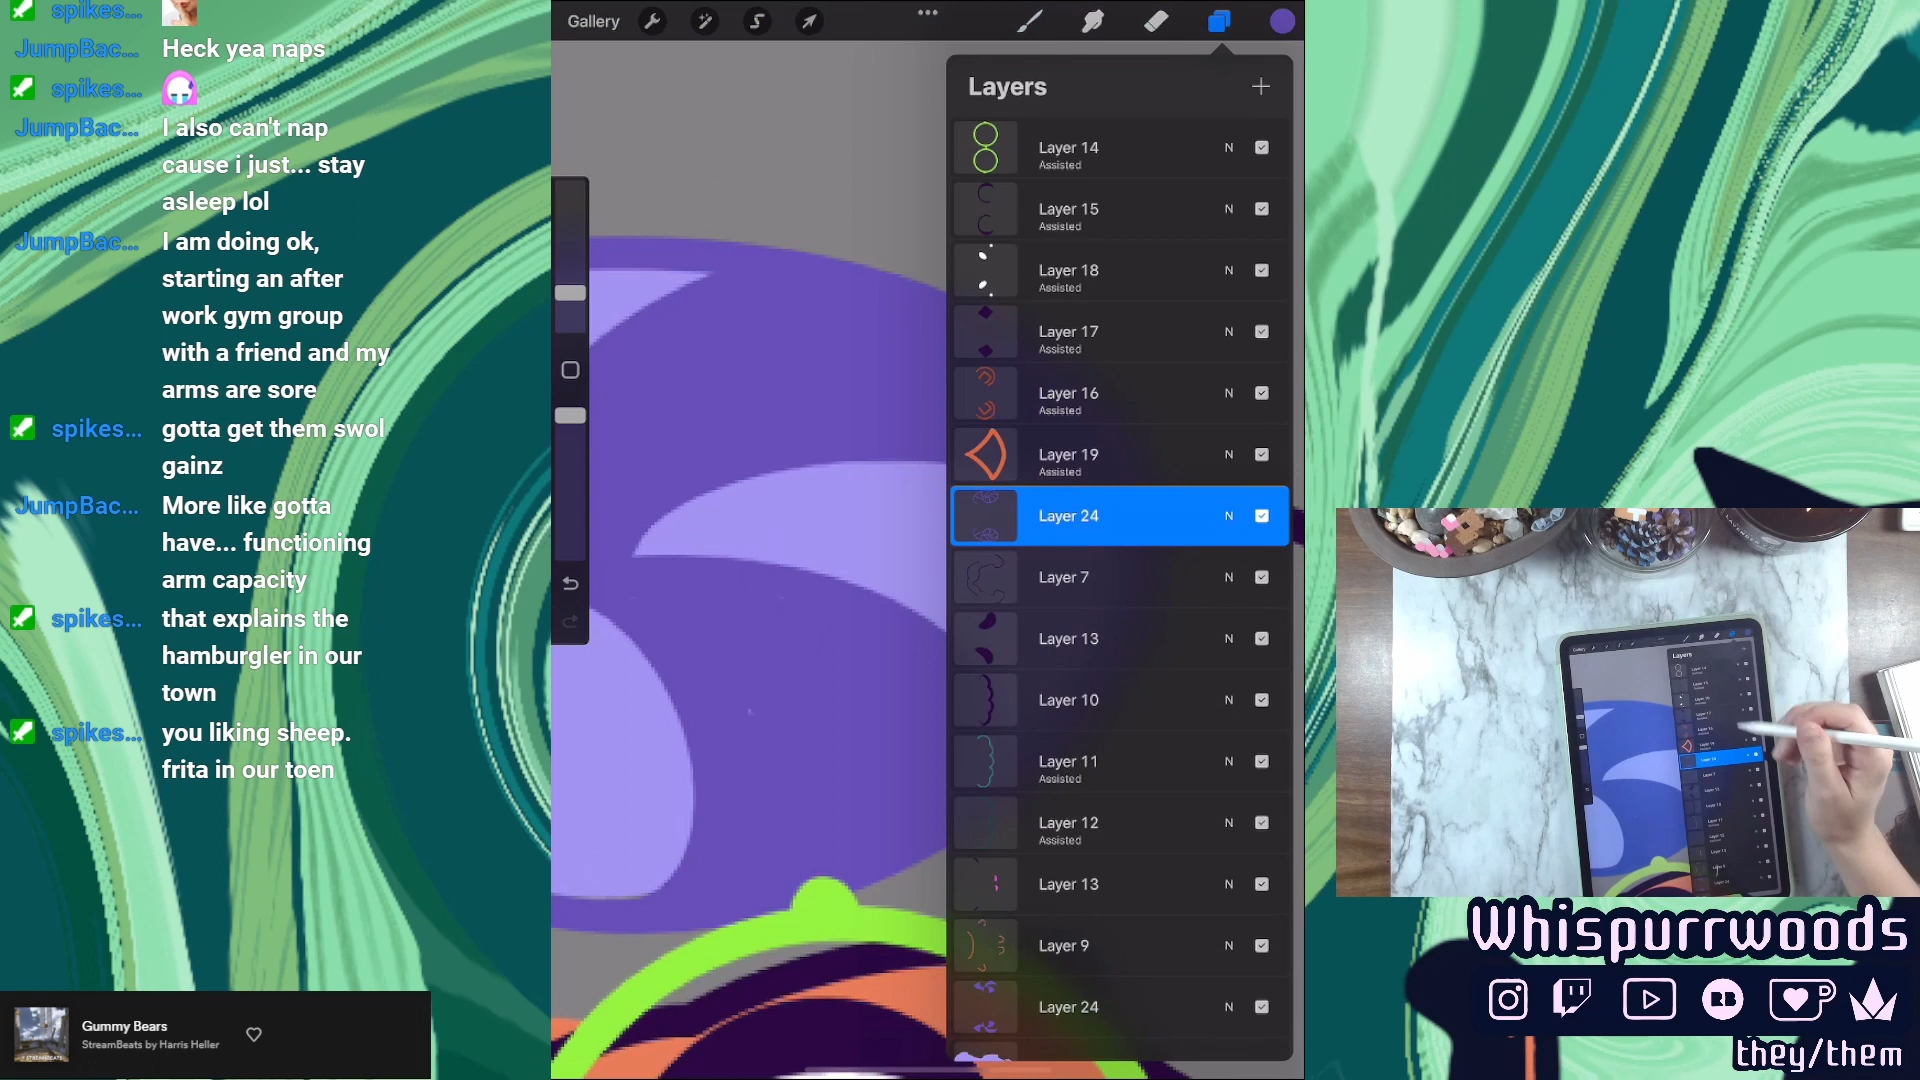 spikes...
JumpBac... Heck yea naps
spikes...
JumpBac... I also can't nap
cause i just... stay
asleep lol
JumpBac... I am doing ok,
starting an after
work gym group
with a friend and my
arms are sore
spikes... gotta get them swol
gainz
JumpBac... More like gotta
have... functioning
arm capacity
spikes... that explains the
hamburgler in our
town
spikes... you liking sheep.
frita in our toen
Gummy Bears
StreamBeats by Harris Heller
Gallery
Layers
Layer 14 N
Assisted
Layer 15 N
Assisted
Layer 18 N
Assisted
Layer 17 N
Assisted
Layer 16 N
Assisted
Layer 19 N
Assisted
Layer 24 N
Layer 7 N
Layer 13 N
Layer 10 N
Layer 11 N
Assisted
Layer 12 N
Assisted
Layer 13 N
Layer 9 N
Layer 24 N
Layers
Whispurrwoods
they/them